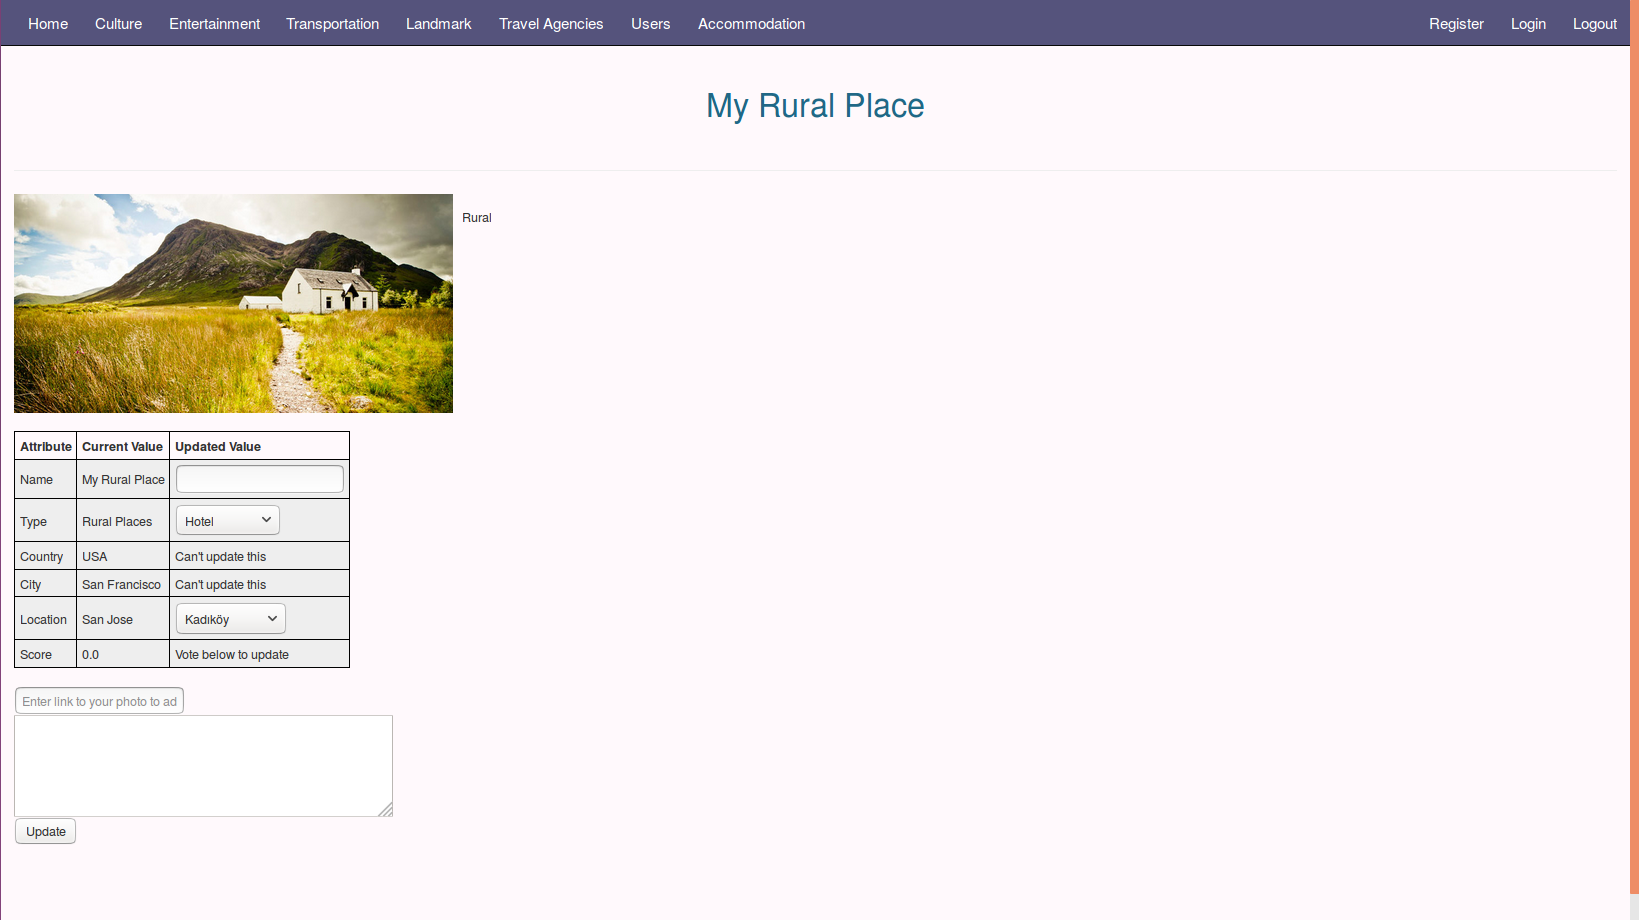 Home Culture Entertainment Transportation Landmark Travel Agencies Users Accommodation Register Login Logout
My Rural Place
Rural
Attribute Current Value Updated Value
Name My Rural Place
Type Rural Places Hotel
Country USA Can't update this
City San Francisco Can't update this
Location San Jose Kadıköy
Score 0.0 Vote below to update
Enter link to your photo to ad
Update